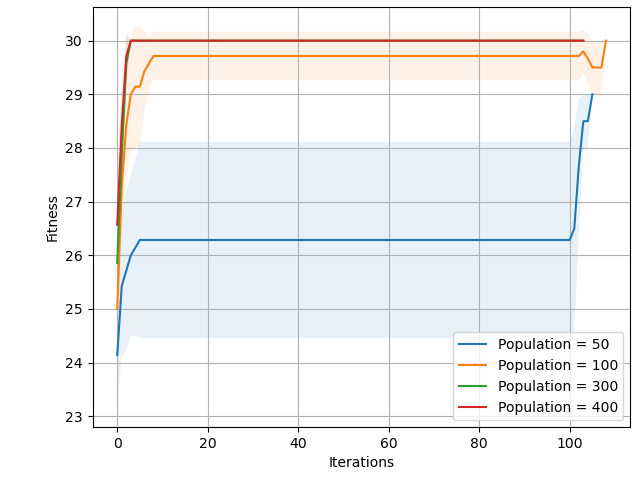 30
29
28
27
26
25
24
23
Fitness
0 20 40 60 80 100
Iterations
Population = 50
Population = 100
Population = 300
Population = 400